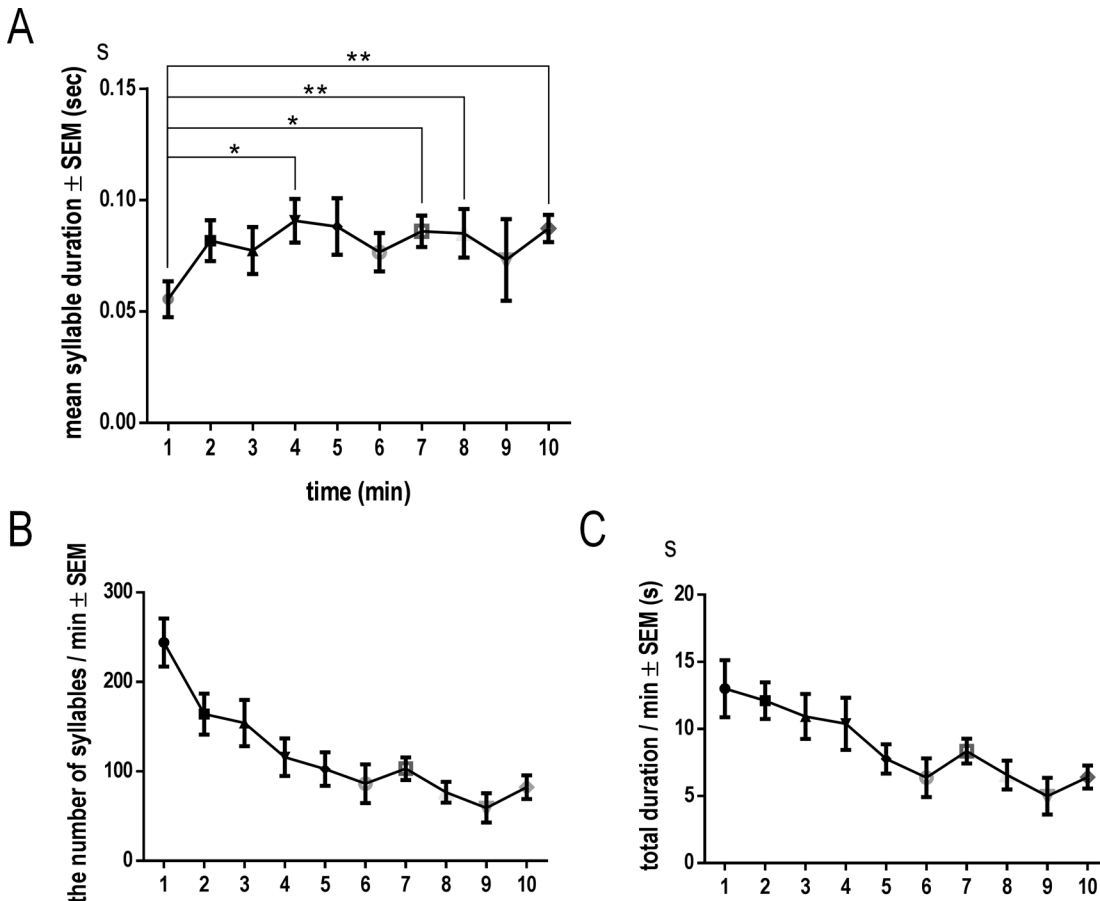 A
S
mean syllable duration ± SEM (sec)
0.15
0.10
0.05
0.00
**
**
*
*
1 2 3 4 5 6 7 8 9 10
time (min)
B
the number of syllables / min ± SEM
300
200
100
0
1 2 3 4 5 6 7 8 9 10
C
S
total duration / min ± SEM (s)
20
15
10
5
0
1 2 3 4 5 6 7 8 9 10